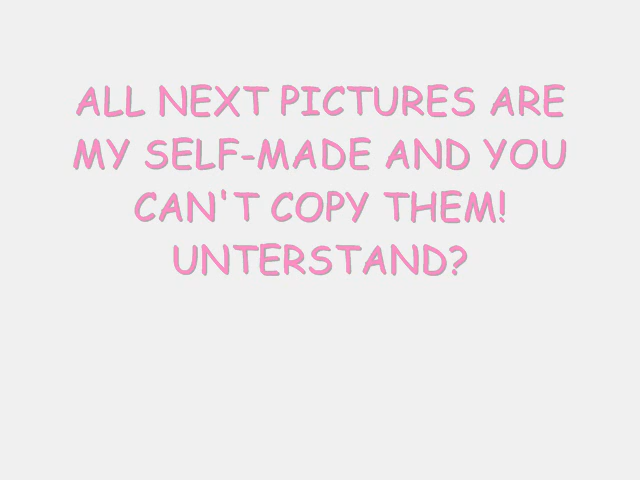 ALL NEXT PICTURES ARE
MY SELF-MADE AND YOU
CAN'T COPY THEM!
UNTERSTAND?